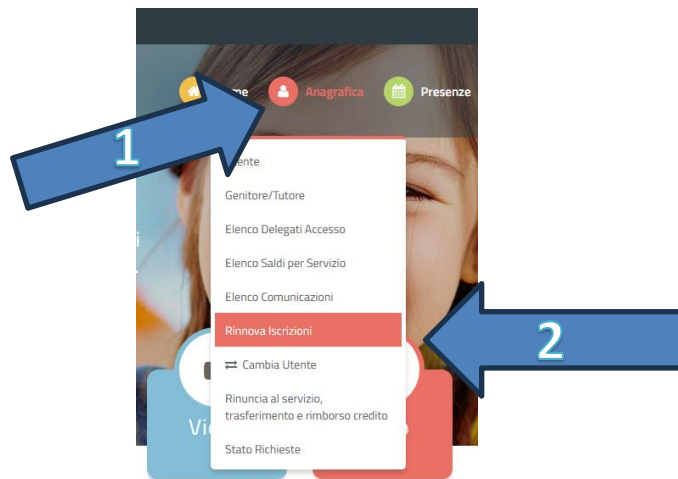 Anagrafica
Presenze
1
Genitore/Tutore
Elenco Delegati Accesso
Elenco Saldi per Servizio
Elenco Comunicazioni
Rinnova Iscrizioni
2
Cambia Utente
Rinuncia al servizio,
trasferimento e rimborso credito
Stato Richieste